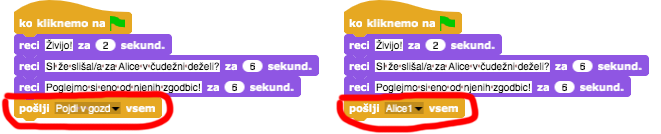 ko kliknemo na
reci Živijo! za 2 sekund.
reci Si·že·slišal/a·za·Alice·v·čudežni·deželi? za 5 sekund.
reci Poglejmo·si·eno·od·njenih·zgodbic! za 5 sekund.
pošlji Pojdi v gozd vsem
ko kliknemo na
reci Živijo! za 2 sekund.
reci Si·že·slišal/a·za·Alice·v·čudežni·deželi? za 5 sekund.
reci Poglejmo·si·eno·od·njenih·zgodbic! za 5 sekund.
pošlji Alice1 vsem